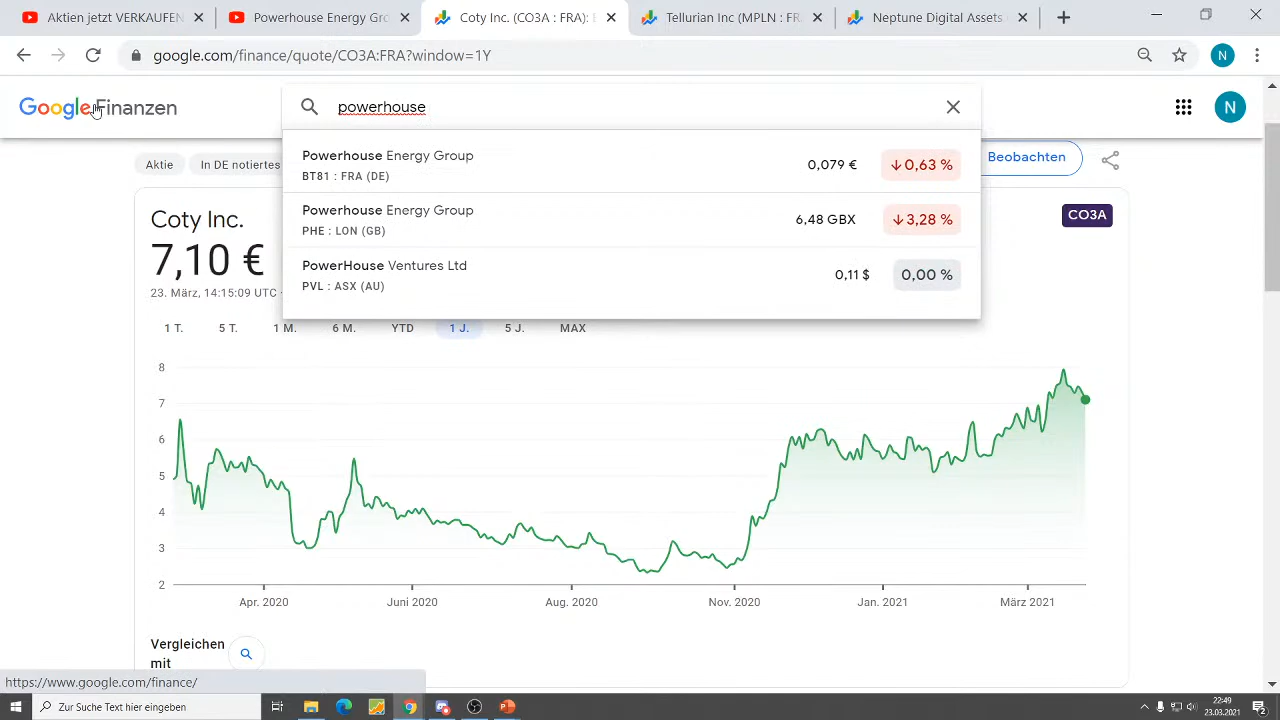 Aktien jetzt VERKAUFEN
Powerhouse Energy Gro
Coty Inc. (CO3A : FRA):
Tellurian Inc (MPLN : FR
Neptune Digital Assets
google.com/finance/quote/CO3A:FRA?window=1Y
N
Google Finanzen
powerhouse
N
Powerhouse Energy Group
BT81 : FRA (DE)
0,079 €
↓0,63 %
Powerhouse Energy Group
PHE : LON (GB)
6,48 GBX
↓3,28 %
PowerHouse Ventures Ltd
PVL : ASX (AU)
0,11 $
0,00 %
Aktie
In DE notiertes
Beobachten
Coty Inc.
CO3A
7,10 €
23. März, 14:15:09 UTC
1 T.
5 T.
1 M.
6 M.
YTD
1 J.
5 J.
MAX
8
7
6
5
4
3
2
Apr. 2020
Juni 2020
Aug. 2020
Nov. 2020
Jan. 2021
März 2021
Vergleichen
mit
https://www.google.com/finance/
Zur Suche Text hier eingeben
22:49
23.03.2021
2